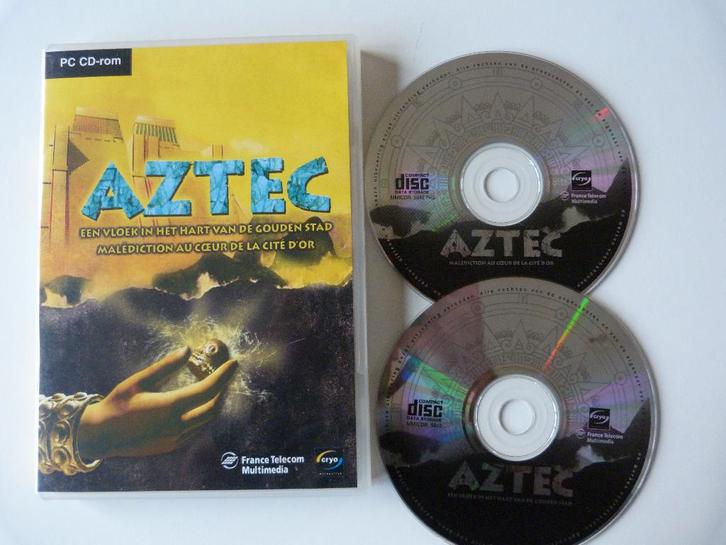 PC CD-rom
AZTEC
EEN VLOEK IN HET HART VAN DE GOUDEN STAD
MALÉDICTION AU CŒUR DE LA CITÉ D'OR
France Telecom
Multimedia
cryo
COMPACT
disc
DATA STORAGE
cryo
France Telecom
Multimedia
AZTEC
MALÉDICTION AU CŒUR DE LA CITÉ D'OR
COMPACT
disc
DATA STORAGE
cryo
France Telecom
Multimedia
AZTEC
EEN VLOEK IN HET HART VAN DE GOUDEN STAD